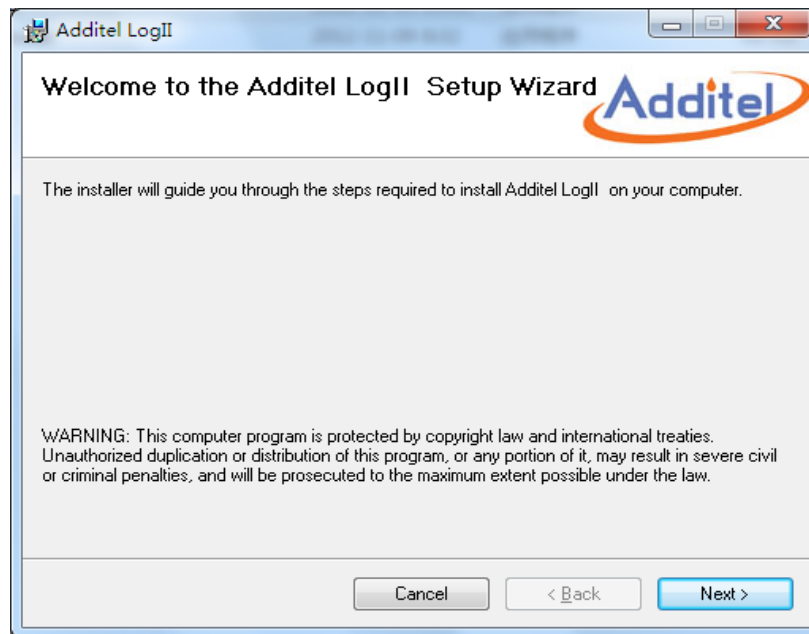 Additel LogII
Welcome to the Additel LogII  Setup Wizard
Additel
The installer will guide you through the steps required to install Additel LogII  on your computer.
WARNING: This computer program is protected by copyright law and international treaties.
Unauthorized duplication or distribution of this program, or any portion of it, may result in severe civil
or criminal penalties, and will be prosecuted to the maximum extent possible under the law.
Cancel
< Back
Next >